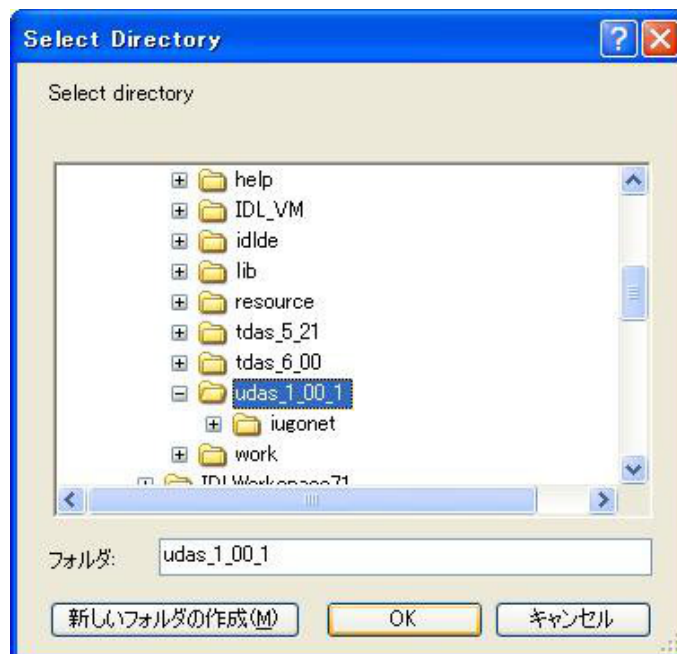 Select Directory
Select directory
help
IDL_VM
idlde
lib
resource
tdas_5_21
tdas_6_00
udas_1_00_1
iugonet
work
IDLWorkspace71
フォルダ: udas_1_00_1
新しいフォルダの作成(M) OK キャンセル